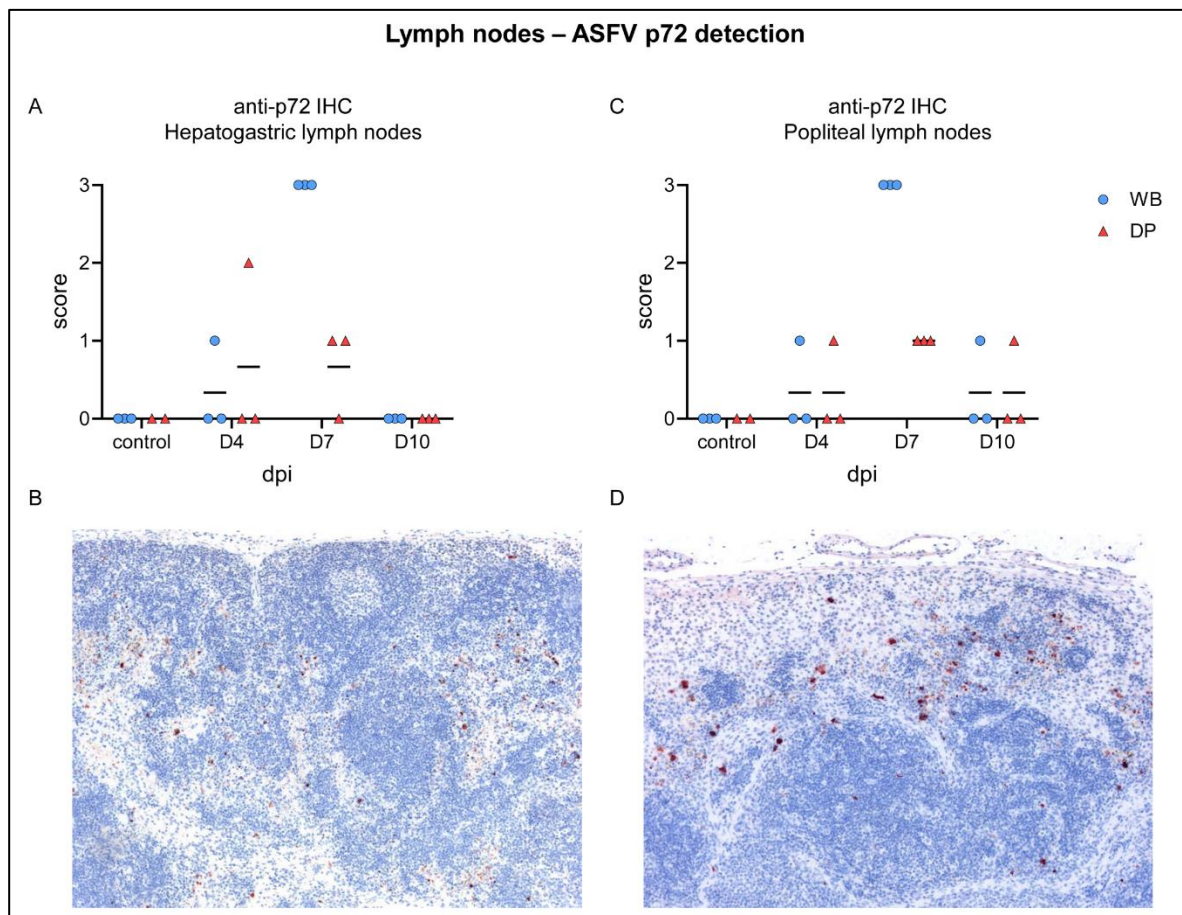 Lymph nodes – ASFV p72 detection
A
anti-p72 IHC
Hepatogastric lymph nodes
3
2
1
0
score
control D4 D7 D10
dpi
C
anti-p72 IHC
Popliteal lymph nodes
3
2
1
0
score
control D4 D7 D10
dpi
WB
DP
B
D